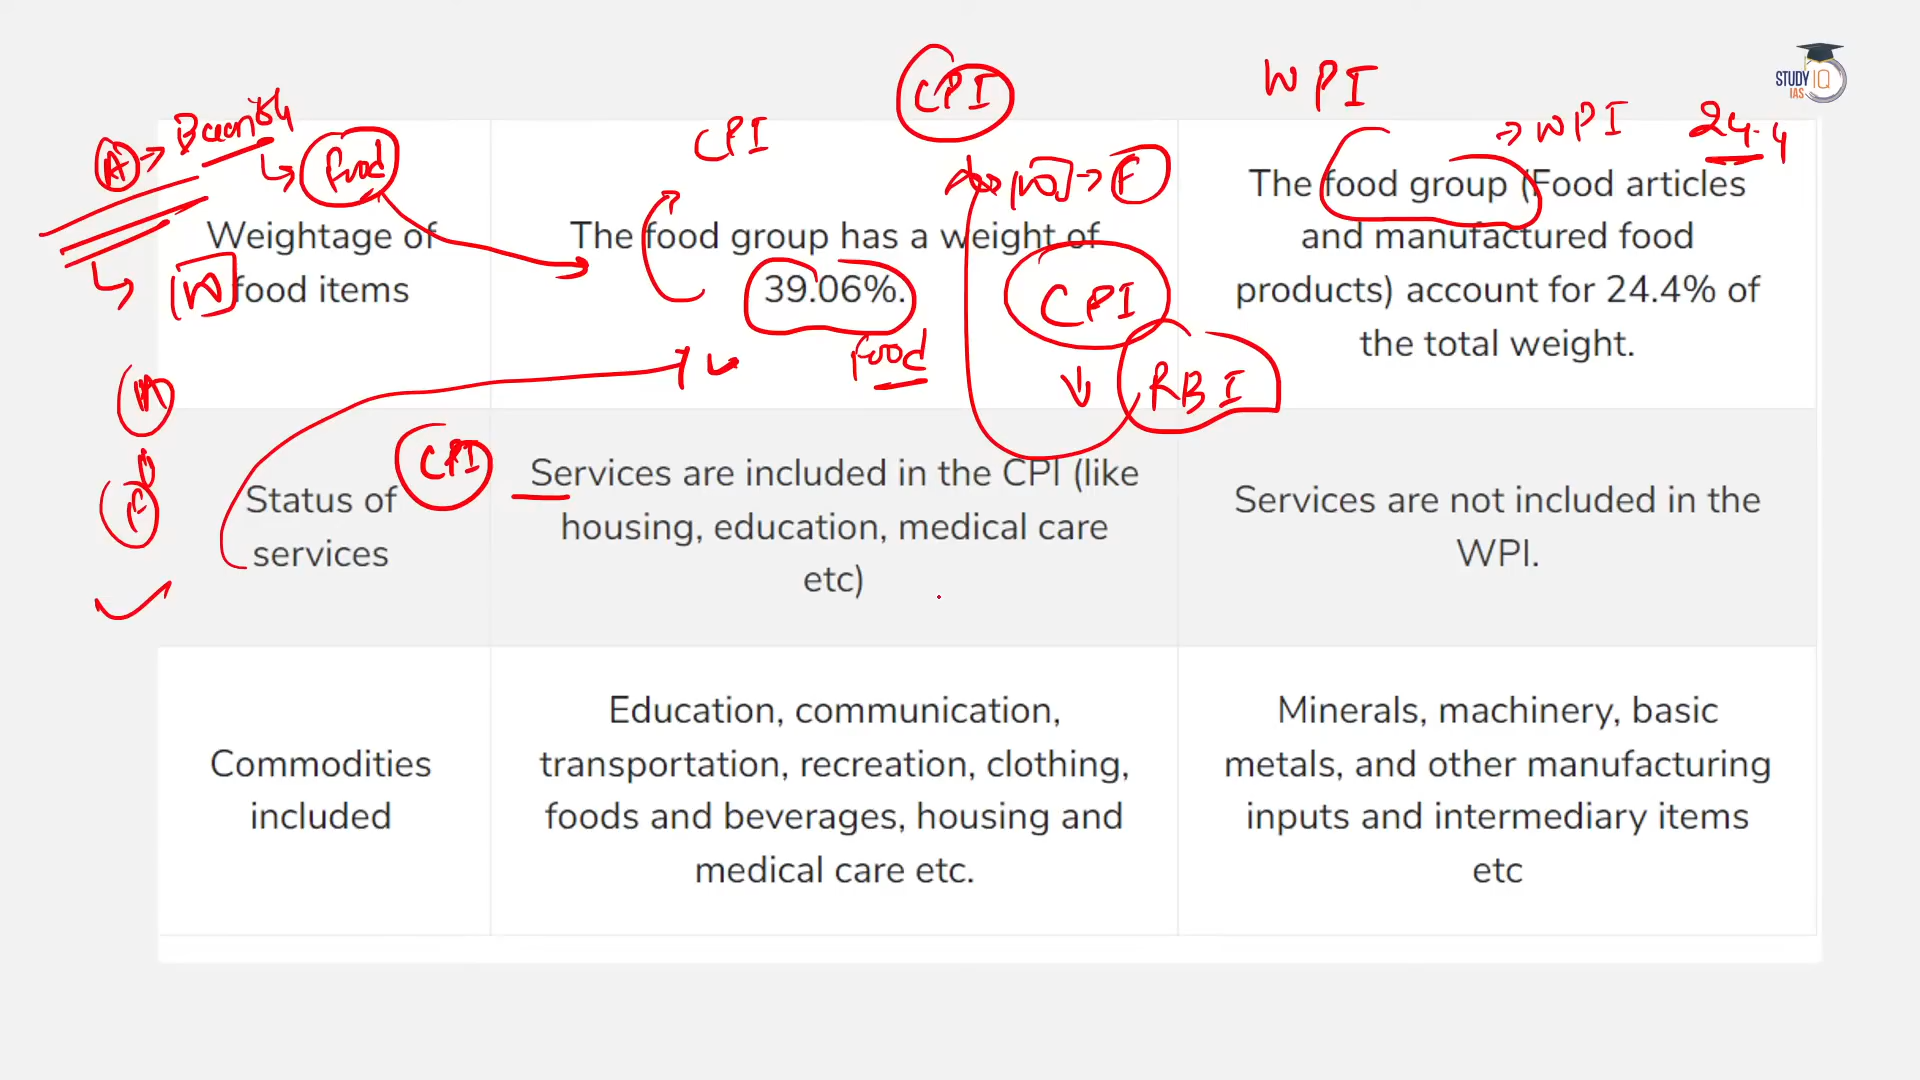 CPI
WPI
STUDY IQ
IAS
CPI
→ WPI
24.4
A →
Food
→ F
Weightage of
food items
The food group has a weight of
39.06%.
Food
CPI
RBI
The food group (Food articles
and manufactured food
products) account for 24.4% of
the total weight.
CPI
Status of
services
Services are included in the CPI (like
housing, education, medical care
etc)
Services are not included in the
WPI.
Commodities
included
Education, communication,
transportation, recreation, clothing,
foods and beverages, housing and
medical care etc.
Minerals, machinery, basic
metals, and other manufacturing
inputs and intermediary items
etc